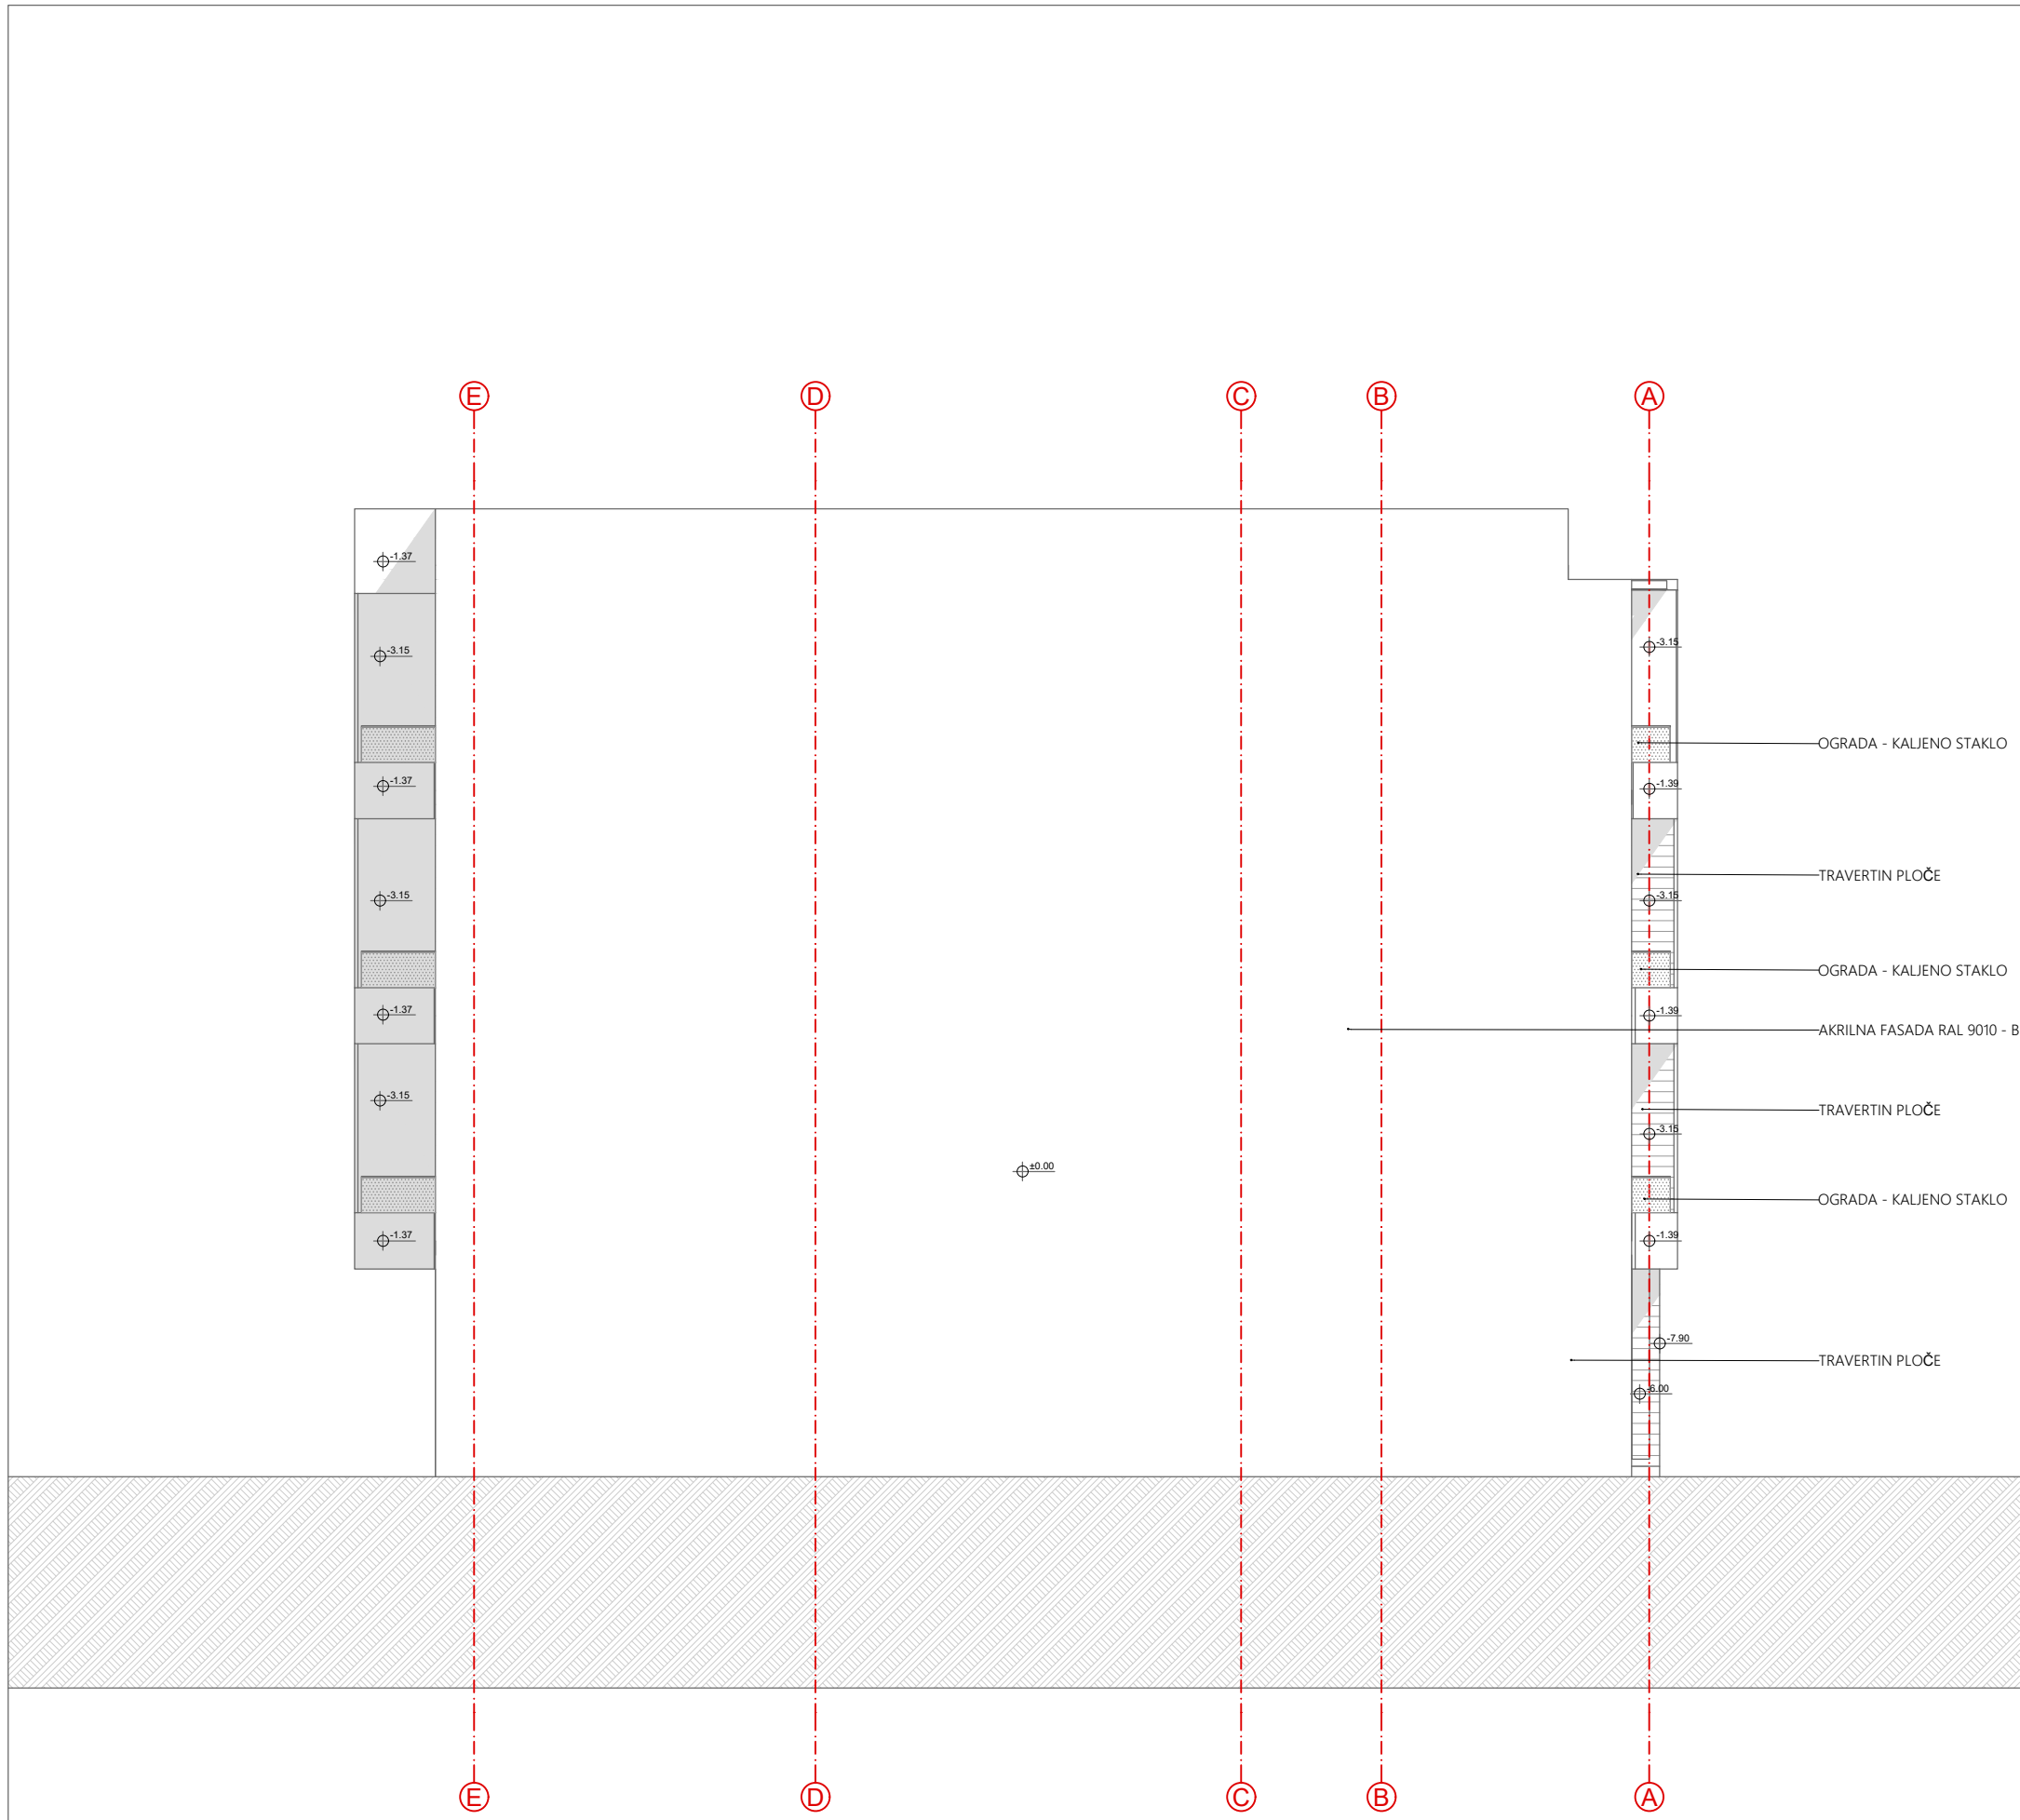 E D C B A
-1.37
-3.15
-3.15
OGRADA - KALJENO STAKLO
-1.37
-1.39
TRAVERTIN PLOČE
-3.15
-3.15
OGRADA - KALJENO STAKLO
-1.37
-1.39
AKRILNA FASADA RAL 9010 - B
-3.15
TRAVERTIN PLOČE
-3.15
±0.00
OGRADA - KALJENO STAKLO
-1.37
-1.39
-7.90
TRAVERTIN PLOČE
-6.00
E D C B A